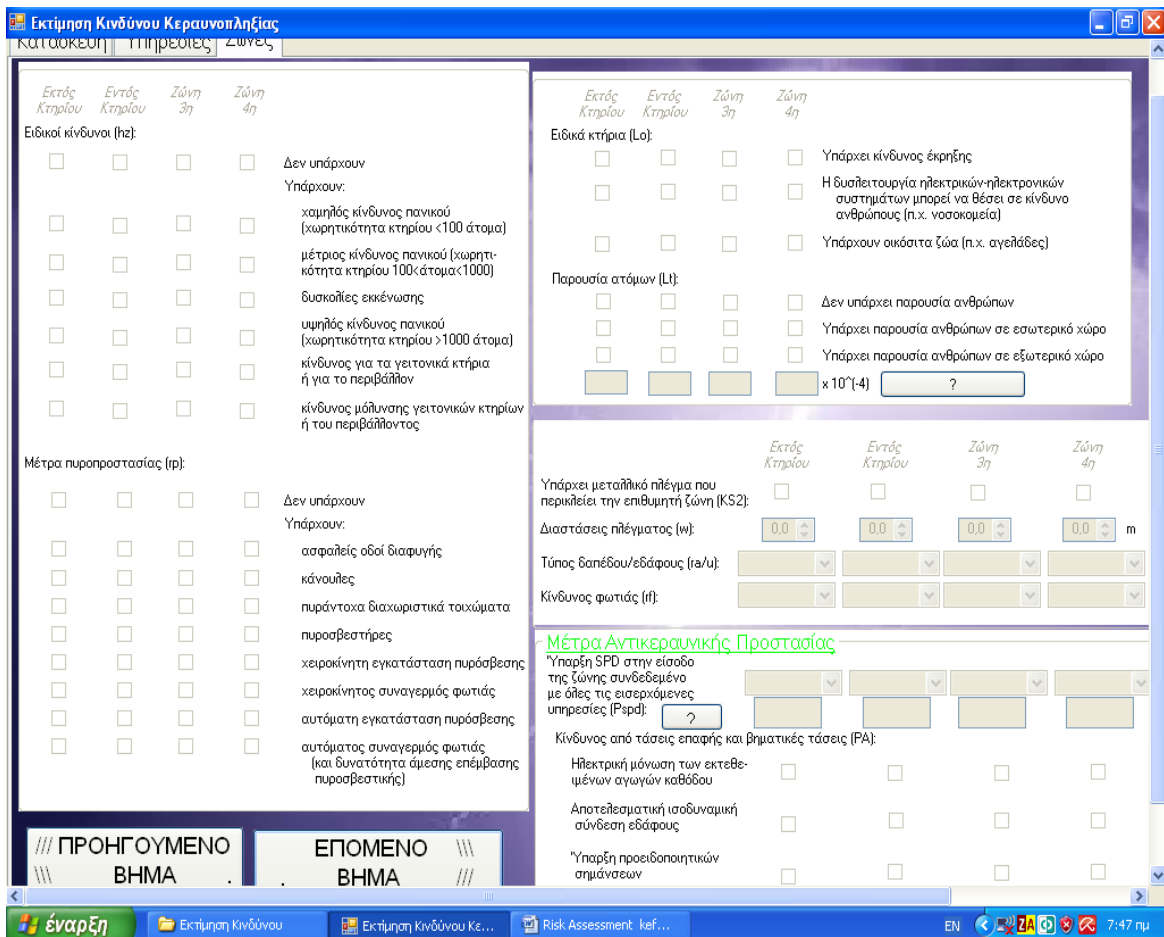 Εκτίμηση Κινδύνου Κεραυνοπληξίας
Κατασκευή Υπηρεσίες Ζώνες
Εκτός Κτηρίου Εντός Κτηρίου Ζώνη 3η Ζώνη 4η
Ειδικοί κίνδυνοι (hz):
Δεν υπάρχουν
Υπάρχουν:
χαμηλός κίνδυνος πανικού
(χωρητικότητα κτηρίου <100 άτομα)
μέτριος κίνδυνος πανικού (χωρητι-
κότητα κτηρίου 100<άτομα<1000)
δυσκολίες εκκένωσης
υψηλός κίνδυνος πανικού
(χωρητικότητα κτηρίου >1000 άτομα)
κίνδυνος για τα γειτονικά κτήρια
ή για το περιβάλλον
κίνδυνος μόλυνσης γειτονικών κτηρίων
ή του περιβάλλοντος
Μέτρα πυροπροστασίας (rp):
Δεν υπάρχουν
Υπάρχουν:
ασφαλείς οδοί διαφυγής
κάνουλες
πυράντοχα διαχωριστικά τοιχώματα
πυροσβεστήρες
χειροκίνητη εγκατάσταση πυρόσβεσης
χειροκίνητος συναγερμός φωτιάς
αυτόματη εγκατάσταση πυρόσβεσης
αυτόματος συναγερμός φωτιάς
(και δυνατότητα άμεσης επέμβασης
πυροσβεστικής)
/// ΠΡΟΗΓΟΥΜΕΝΟ
\\\ ΒΗΜΑ .
ΕΠΟΜΕΝΟ \\\
. ΒΗΜΑ ///
Εκτός Κτηρίου Εντός Κτηρίου Ζώνη 3η Ζώνη 4η
Ειδικά κτήρια (Lo):
Υπάρχει κίνδυνος έκρηξης
Η δυσλειτουργία ηλεκτρικών-ηλεκτρονικών
συστημάτων μπορεί να θέσει σε κίνδυνο
ανθρώπους (π.χ. νοσοκομεία)
Υπάρχουν οικόσιτα ζώα (π.χ. αγελάδες)
Παρουσία ατόμων (Lt):
Δεν υπάρχει παρουσία ανθρώπων
Υπάρχει παρουσία ανθρώπων σε εσωτερικό χώρο
Υπάρχει παρουσία ανθρώπων σε εξωτερικό χώρο
x 10^(-4) ?
Εκτός Κτηρίου Εντός Κτηρίου Ζώνη 3η Ζώνη 4η
Υπάρχει μεταλλικό πλέγμα που
περικλείει την επιθυμητή ζώνη (KS2):
Διαστάσεις πλέγματος (w): 0,0 0,0 0,0 0,0 m
Τύπος δαπέδου/εδάφους (ra/u):
Κίνδυνος φωτιάς (rf):
Μέτρα Αντικεραυνικής Προστασίας
Ύπαρξη SPD στην είσοδο
της ζώνης συνδεδεμένο
με όλες τις εισερχόμενες
υπηρεσίες (Pspd): ?
Κίνδυνος από τάσεις επαφής και βηματικές τάσεις (PA):
Ηλεκτρική μόνωση των εκτεθε-
ιμένων αγωγών καθόδου
Αποτελεσματική ισοδυναμική
σύνδεση εδάφους
Ύπαρξη προειδοποιητικών
σημάνσεων
έναρξη Εκτίμηση Κινδύνου Εκτίμηση Κινδύνου Κε... Risk Assessment kef... EN ZA 7:47 πμ